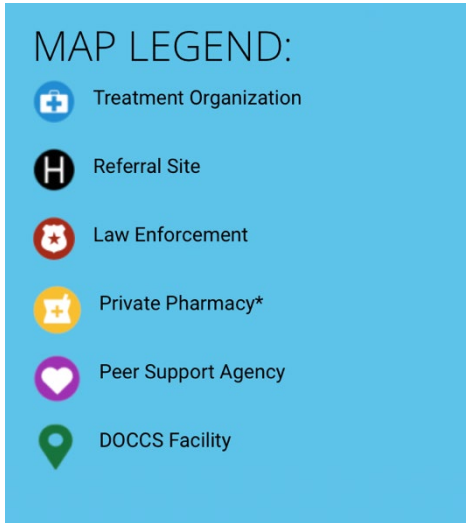 MAP LEGEND:
Treatment Organization
H
Referral Site
Law Enforcement
Private Pharmacy*
Peer Support Agency
DOCCS Facility